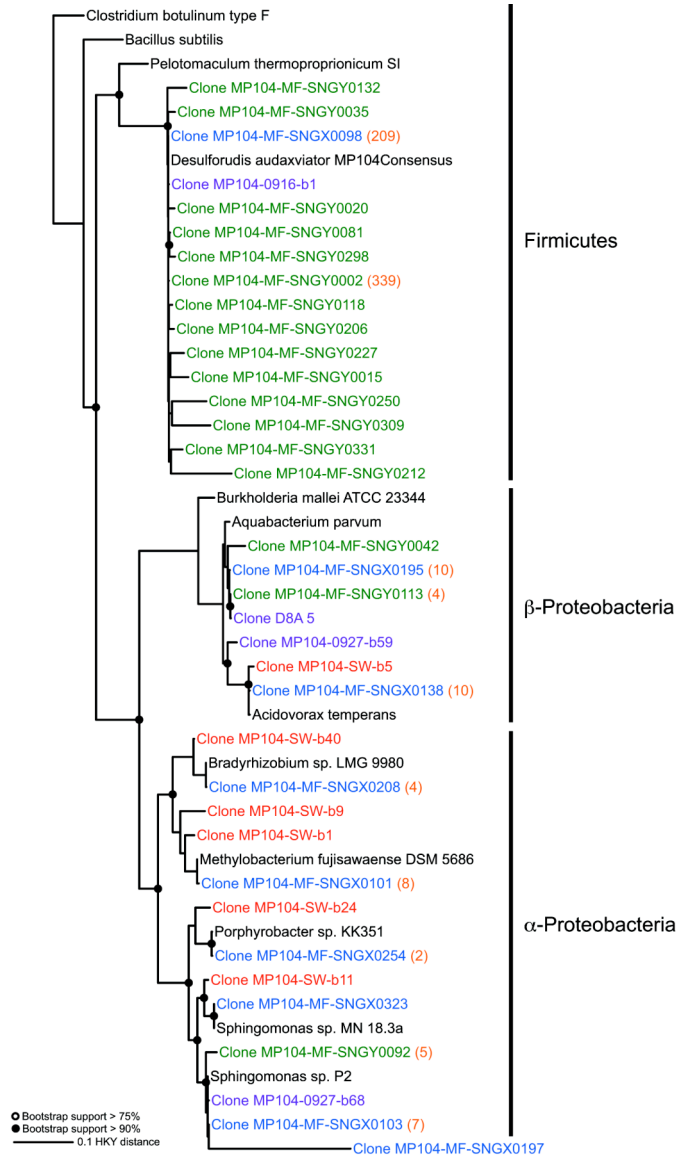 Clostridium botulinum type F
Bacillus subtilis
Pelotomaculum thermoproprionicum SI
Clone MP104-MF-SNGY0132
Clone MP104-MF-SNGY0035
Clone MP104-MF-SNGX0098 (209)
Desulforudis audaxviator MP104Consensus
Clone MP104-0916-b1
Clone MP104-MF-SNGY0020
Clone MP104-MF-SNGY0081
Firmicutes
Clone MP104-MF-SNGY0298
Clone MP104-MF-SNGY0002 (339)
Clone MP104-MF-SNGY0118
Clone MP104-MF-SNGY0206
Clone MP104-MF-SNGY0227
Clone MP104-MF-SNGY0015
Clone MP104-MF-SNGY0250
Clone MP104-MF-SNGY0309
Clone MP104-MF-SNGY0331
Clone MP104-MF-SNGY0212
Burkholderia mallei ATCC 23344
Aquabacterium parvum
Clone MP104-MF-SNGY0042
Clone MP104-MF-SNGX0195 (10)
Clone MP104-MF-SNGY0113 (4)
β-Proteobacteria
Clone D8A 5
Clone MP104-0927-b59
Clone MP104-SW-b5
Clone MP104-MF-SNGX0138 (10)
Acidovorax temperans
Clone MP104-SW-b40
Bradyrhizobium sp. LMG 9980
Clone MP104-MF-SNGX0208 (4)
Clone MP104-SW-b9
Clone MP104-SW-b1
Methylobacterium fujisawaense DSM 5686
Clone MP104-MF-SNGX0101 (8)
Clone MP104-SW-b24
α-Proteobacteria
Porphyrobacter sp. KK351
Clone MP104-MF-SNGX0254 (2)
Clone MP104-SW-b11
Clone MP104-MF-SNGX0323
Sphingomonas sp. MN 18.3a
Clone MP104-MF-SNGY0092 (5)
Sphingomonas sp. P2
Clone MP104-0927-b68
Clone MP104-MF-SNGX0103 (7)
Clone MP104-MF-SNGX0197
Bootstrap support > 75%
Bootstrap support > 90%
0.1 HKY distance